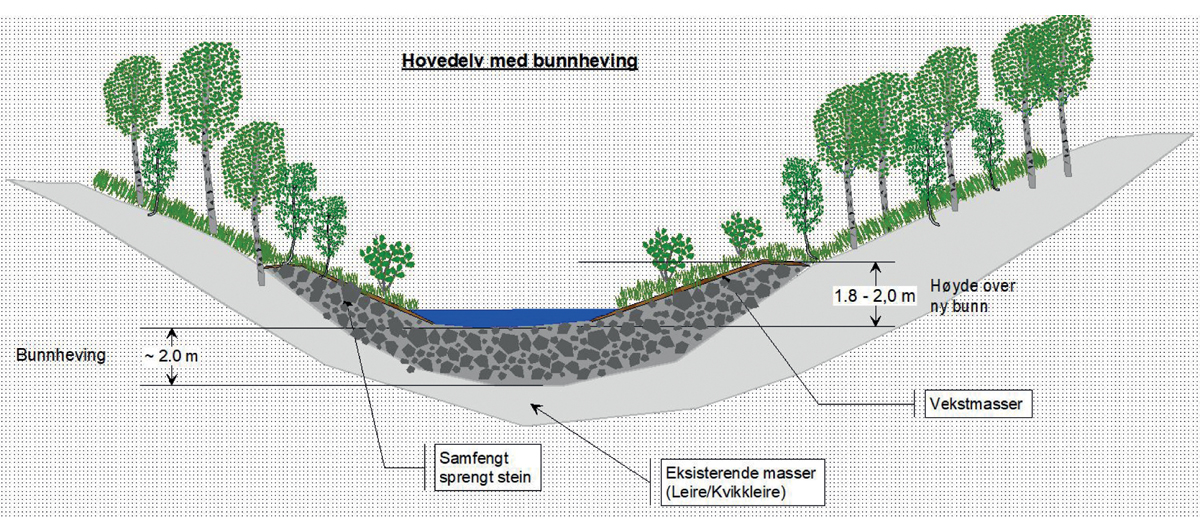 Hovedelv med bunnheving
1.8 - 2,0 m
Høyde over
ny bunn
Bunnheving
~ 2.0 m
Vekstmasser
Samfengt
sprengt stein
Eksisterende masser
(Leire/Kvikkleire)